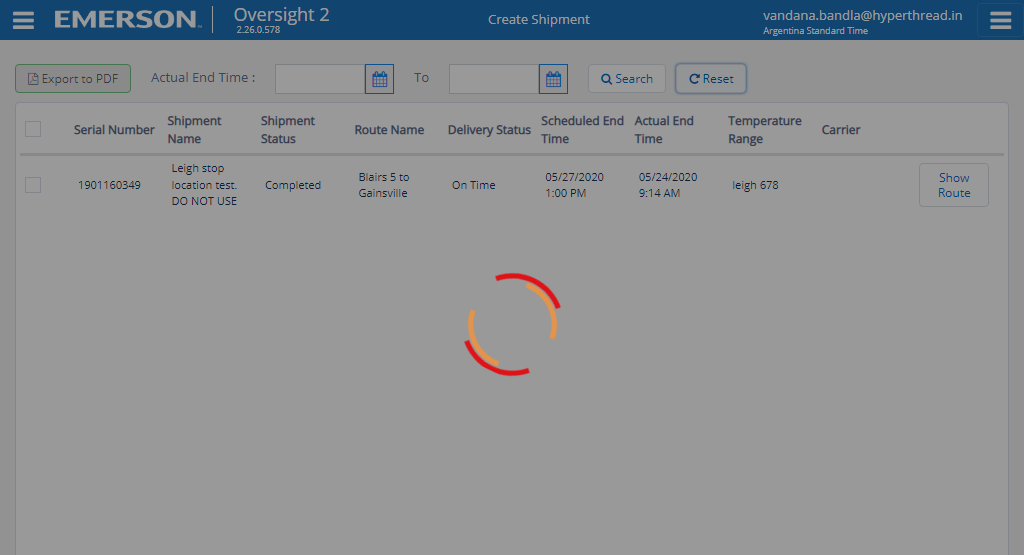 EMERSON™
Oversight 2
2.26.0.578
Create Shipment
vandana.bandla@hyperthread.in
Argentina Standard Time
Export to PDF
Actual End Time :
To
Search
Reset
Serial Number
Shipment
Name
Shipment
Status
Route Name
Delivery Status
Scheduled End
Time
Actual End
Time
Temperature
Range
Carrier
1901160349
Leigh stop
location test.
DO NOT USE
Completed
Blairs 5 to
Gainsville
On Time
05/27/2020
1:00 PM
05/24/2020
9:14 AM
leigh 678
Show
Route